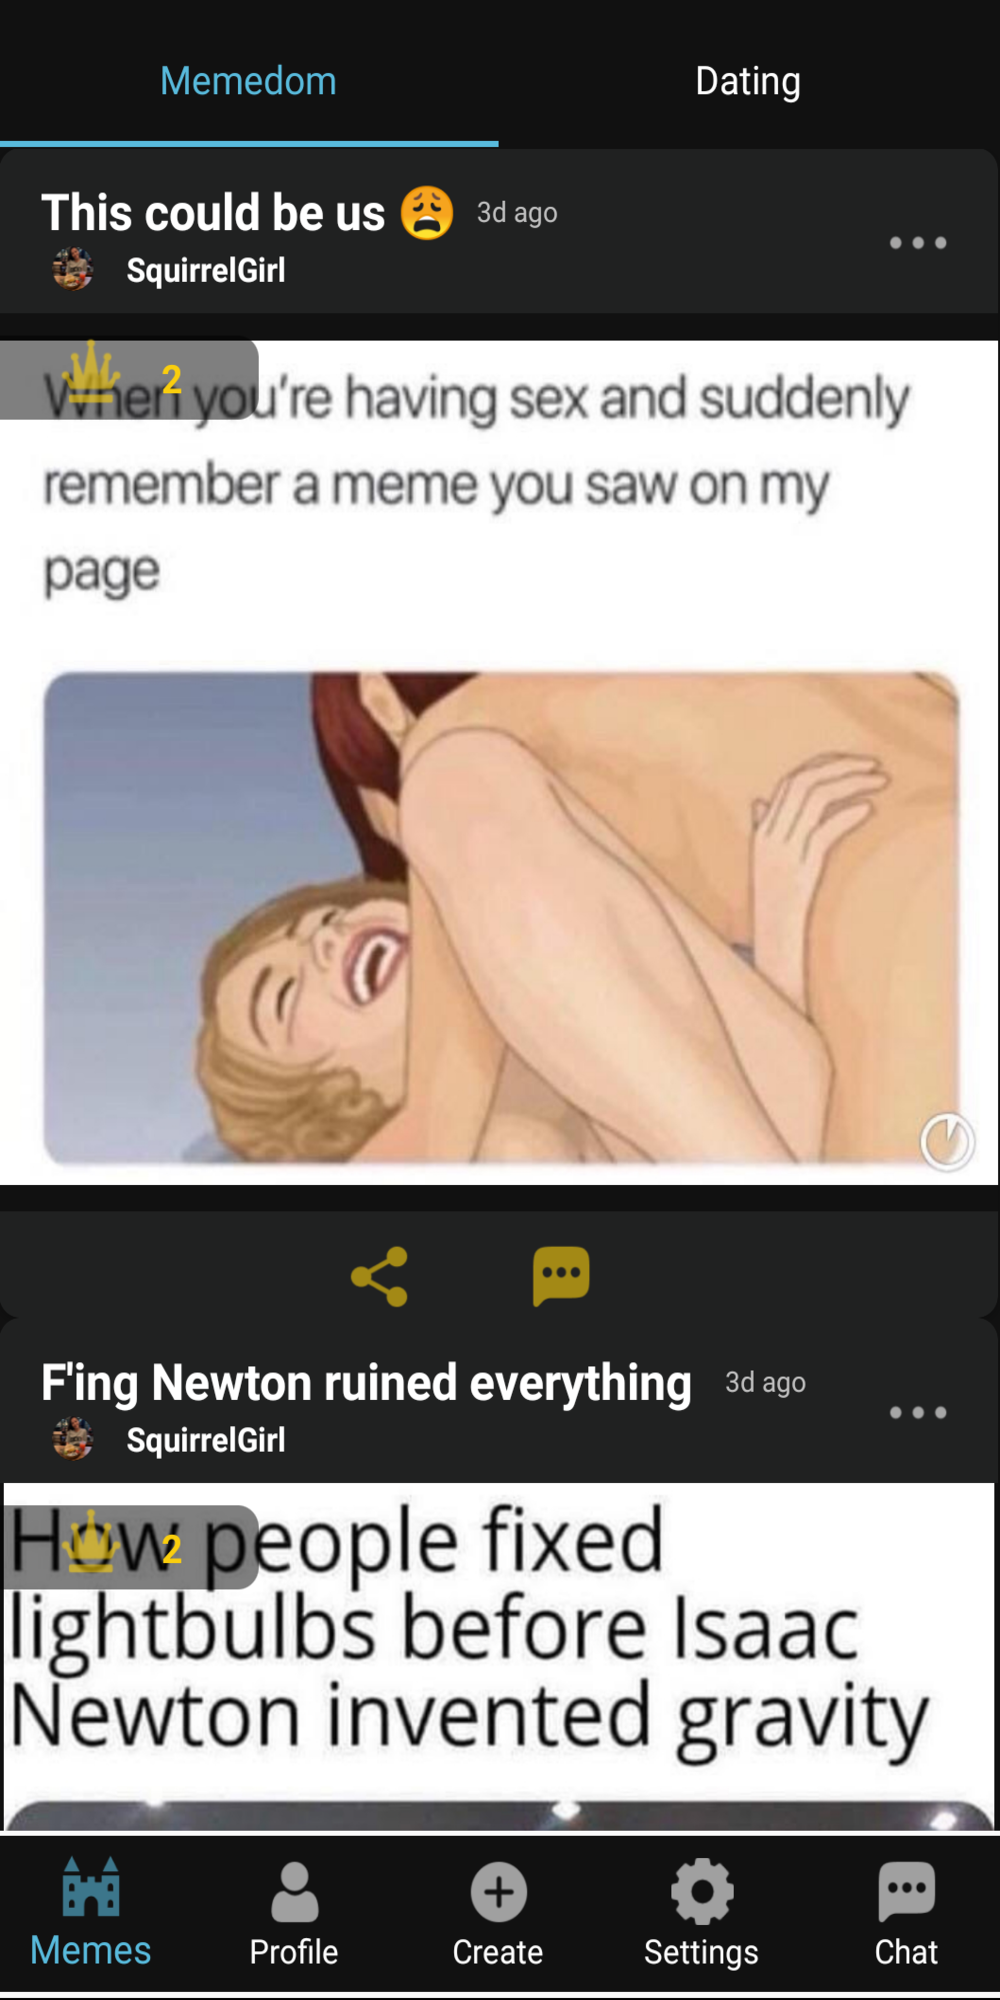 Memedom
Dating
This could be us 😩 3d ago
SquirrelGirl
2
When you're having sex and suddenly
remember a meme you saw on my
page
F'ing Newton ruined everything 3d ago
SquirrelGirl
2
How people fixed
lightbulbs before Isaac
Newton invented gravity
Memes
Profile
Create
Settings
Chat